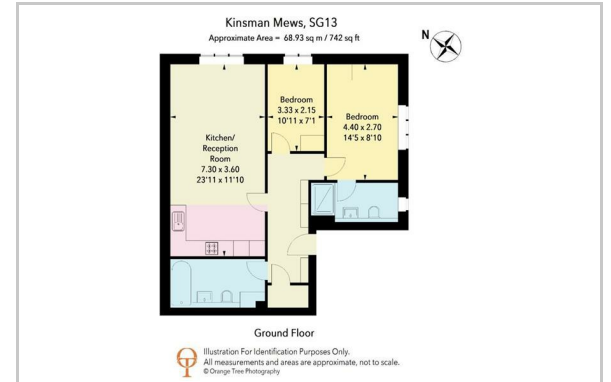 Kinsman Mews, SG13
Approximate Area = 68.93 sq m / 742 sq ft
N
Bedroom
3.33 x 2.15
10'11 x 7'1
Bedroom
4.40 x 2.70
14'5 x 8'10
Kitchen/
Reception
Room
7.30 x 3.60
23'11 x 11'10
Ground Floor
Illustration For Identification Purposes Only.
All measurements and areas are approximate, not to scale.
© Orange Tree Photography